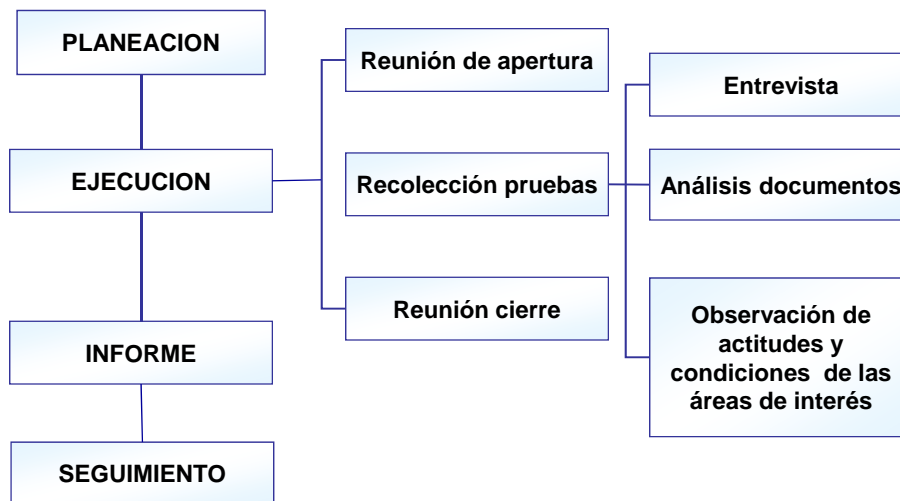 PLANEACION
EJECUCION
INFORME
SEGUIMIENTO
Reunión de apertura
Recolección pruebas
Reunión cierre
Entrevista
Análisis documentos
Observación de
actitudes y
condiciones de las
áreas de interés